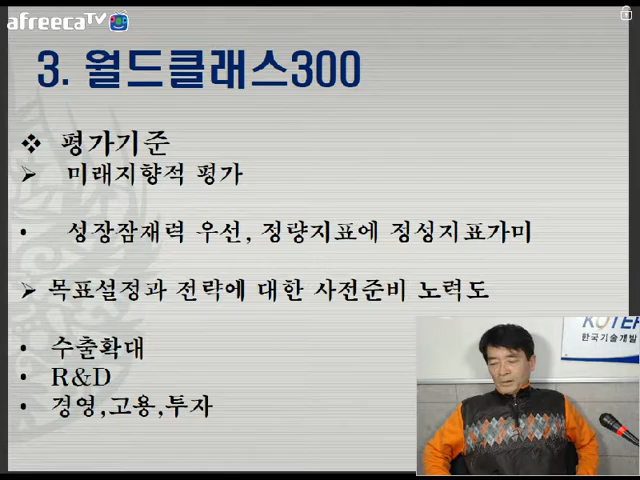 afreecaTV
3. 월드클래스300
❖ 평가기준
➢ 미래지향적 평가
• 성장잠재력 우선, 정량지표에 정성지표가미
➢ 목표설정과 전략에 대한 사전준비 노력도
• 수출확대
• R&D
• 경영,고용,투자
한국기술개발